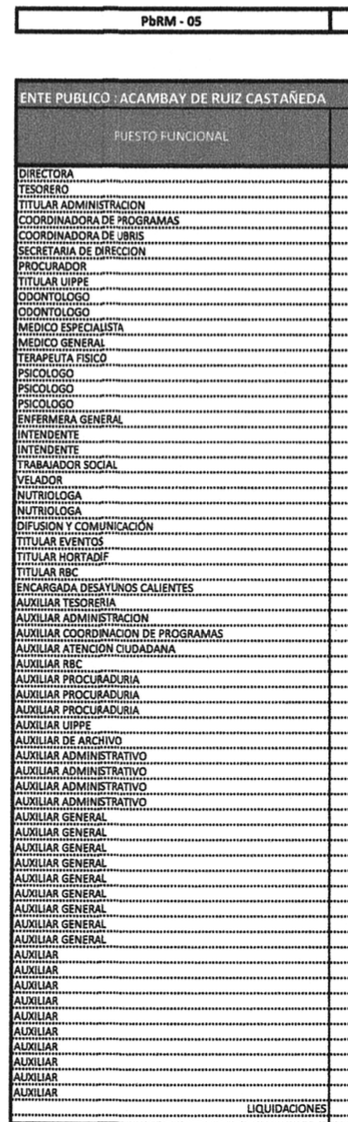 PbRM - 05
ENTE PUBLICO : ACAMBAY DE RUIZ CASTAÑEDA
PUESTO FUNCIONAL
DIRECTORA
TESORERO
TITULAR ADMINISTRACION
COORDINADORA DE PROGRAMAS
COORDINADORA DE UBRIS
SECRETARIA DE DIRECCION
PROCURADOR
TITULAR UIPPE
ODONTOLOGO
ODONTOLOGO
MEDICO ESPECIALISTA
MEDICO GENERAL
TERAPEUTA FISICO
PSICOLOGO
PSICOLOGO
PSICOLOGO
ENFERMERA GENERAL
INTENDENTE
INTENDENTE
TRABAJADOR SOCIAL
VELADOR
NUTRIOLOGA
NUTRIOLOGA
DIFUSION Y COMUNICACIÓN
TITULAR EVENTOS
TITULAR HORTADIF
TITULAR RBC
ENCARGADA DESAYUNOS CALIENTES
AUXILIAR TESORERIA
AUXILIAR ADMINISTRACION
AUXILIAR COORDINACION DE PROGRAMAS
AUXILIAR ATENCIÓN CIUDADANA
AUXILIAR RBC
AUXILIAR PROCURADURIA
AUXILIAR PROCURADURIA
AUXILIAR PROCURADURIA
AUXILIAR UIPPE
AUXILIAR DE ARCHIVO
AUXILIAR ADMINISTRATIVO
AUXILIAR ADMINISTRATIVO
AUXILIAR ADMINISTRATIVO
AUXILIAR ADMINISTRATIVO
AUXILIAR GENERAL
AUXILIAR GENERAL
AUXILIAR GENERAL
AUXILIAR GENERAL
AUXILIAR GENERAL
AUXILIAR GENERAL
AUXILIAR GENERAL
AUXILIAR GENERAL
AUXILIAR GENERAL
AUXILIAR
AUXILIAR
AUXILIAR
AUXILIAR
AUXILIAR
AUXILIAR
AUXILIAR
AUXILIAR
AUXILIAR
AUXILIAR
LIQUIDACIONES